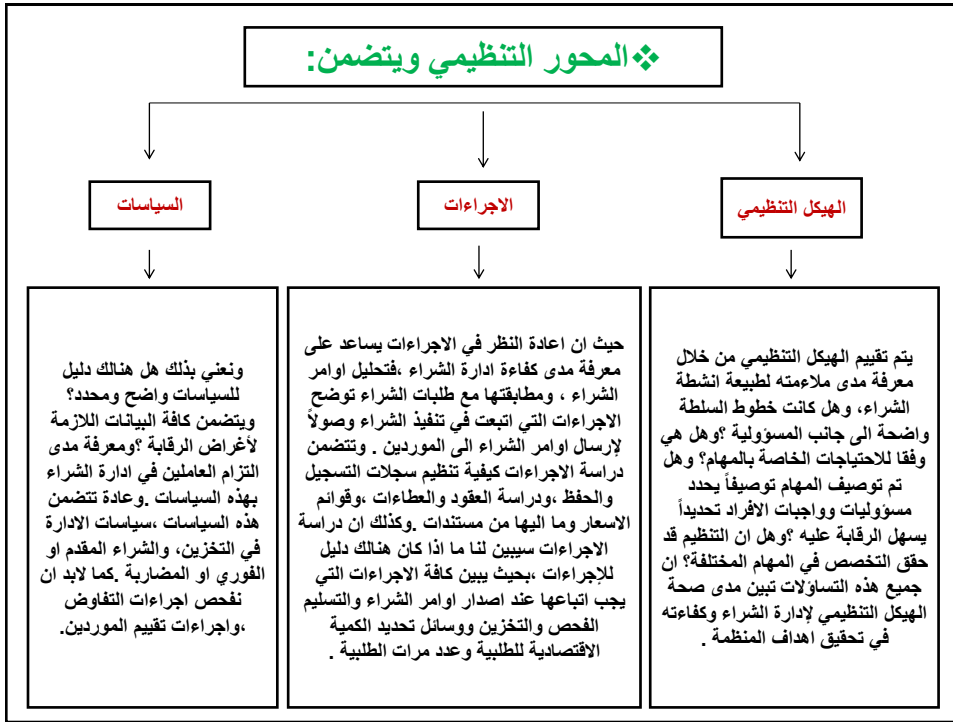 ❖المحور التنظيمي ويتضمن:
الهيكل التنظيمي
يتم تقييم الهيكل التنظيمي من خلال
معرفة مدى ملاءمته لطبيعة انشطة
الشراء، وهل كانت خطوط السلطة
واضحة الى جانب المسؤولية ؟وهل هي
وفقا للاحتياجات الخاصة بالمهام؟ وهل
تم توصيف المهام توصيفاً يحدد
مسؤوليات وواجبات الافراد تحديداً
يسهل الرقابة عليه ؟وهل ان التنظيم قد
حقق التخصص في المهام المختلفة؟ ان
جميع هذه التساؤلات تبين مدى صحة
الهيكل التنظيمي لإدارة الشراء وكفاءته
في تحقيق اهداف المنظمة .
الاجراءات
حيث ان اعادة النظر في الاجراءات يساعد على
معرفة مدى كفاءة ادارة الشراء ،فتحليل اوامر
الشراء ، ومطابقتها مع طلبات الشراء توضح
الاجراءات التي اتبعت في تنفيذ الشراء وصولاً
لإرسال اوامر الشراء الى الموردين . وتتضمن
دراسة الاجراءات كيفية تنظيم سجلات التسجيل
والحفظ ،ودراسة العقود والعطاءات ،وقوائم
الاسعار وما اليها من مستندات .وكذلك ان دراسة
الاجراءات سيبين لنا ما اذا كان هنالك دليل
للإجراءات ،بحيث يبين كافة الاجراءات التي
يجب اتباعها عند اصدار اوامر الشراء والتسليم
الفحص والتخزين ووسائل تحديد الكمية
الاقتصادية للطلبية وعدد مرات الطلبية .
السياسات
ونعني بذلك هل هنالك دليل
للسياسات واضح ومحدد؟
ويتضمن كافة البيانات اللازمة
لأغراض الرقابة ؟ومعرفة مدى
التزام العاملين في ادارة الشراء
بهذه السياسات .وعادة تتضمن
هذه السياسات ،سياسات الادارة
في التخزين، والشراء المقدم او
الفوري او المضاربة .كما لابد ان
نفحص اجراءات التفاوض
،واجراءات تقييم الموردين.